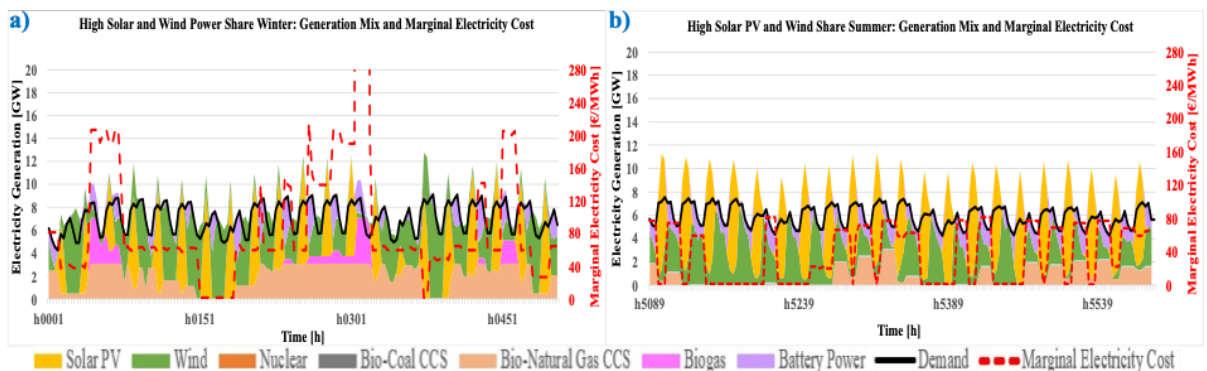 a)
High Solar and Wind Power Share Winter: Generation Mix and Marginal Electricity Cost
Electricity Generation [GW]
20
18
16
14
12
10
8
6
4
2
0
h0001
h0151
h0301
h0451
Time [h]
280
240
200
160
120
80
40
0
Marginal Electricity Cost [€/MWh]
b)
High Solar PV and Wind Share Summer: Generation Mix and Marginal Electricity Cost
Electricity Generation [GW]
20
18
16
14
12
10
8
6
4
2
0
h5089
h5239
h5389
h5539
Time [h]
280
240
200
160
120
80
40
0
Marginal Electricity Cost [€/MWh]
Solar PV Wind Nuclear Bio-Coal CCS Bio-Natural Gas CCS Biogas Battery Power Demand Marginal Electricity Cost